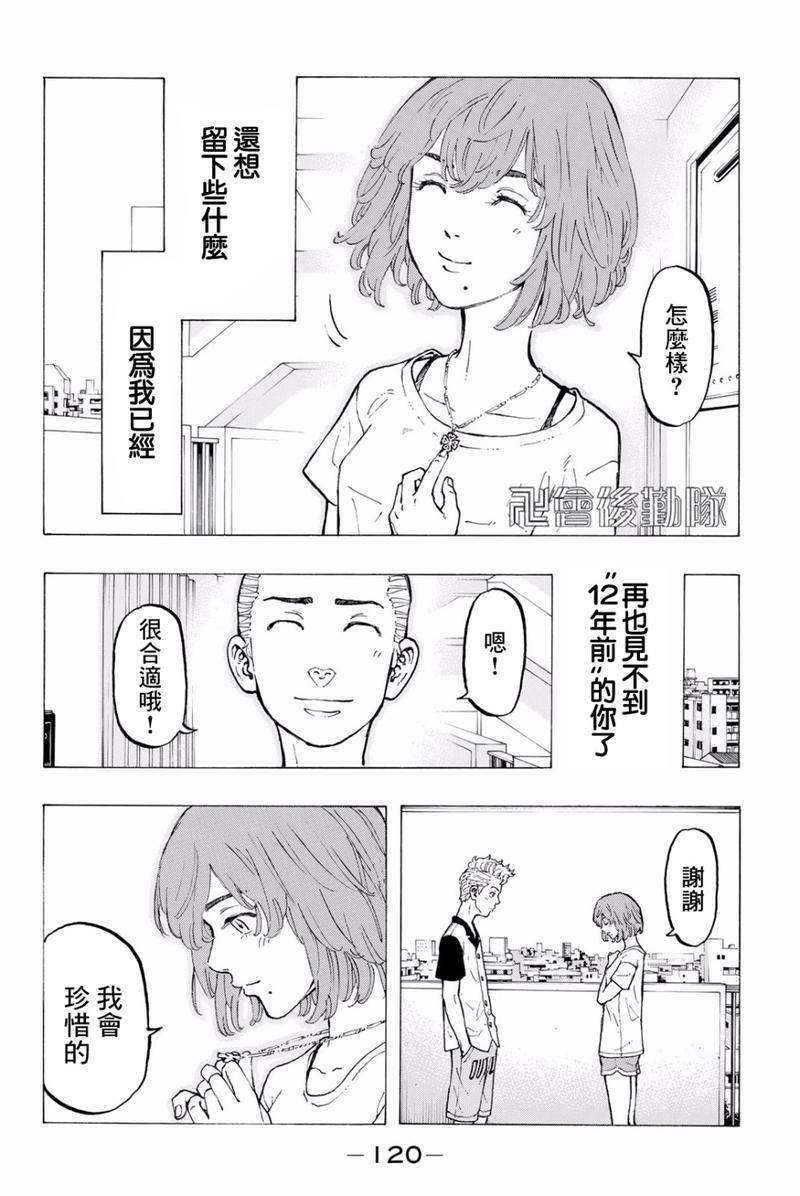 怎麼樣？
還想
留下些什麼
因為我已經
卍會後勤隊
再也見不到
“12年前”的你了
嗯！
很合適哦！
謝謝
OUTL
我會
珍惜的
120